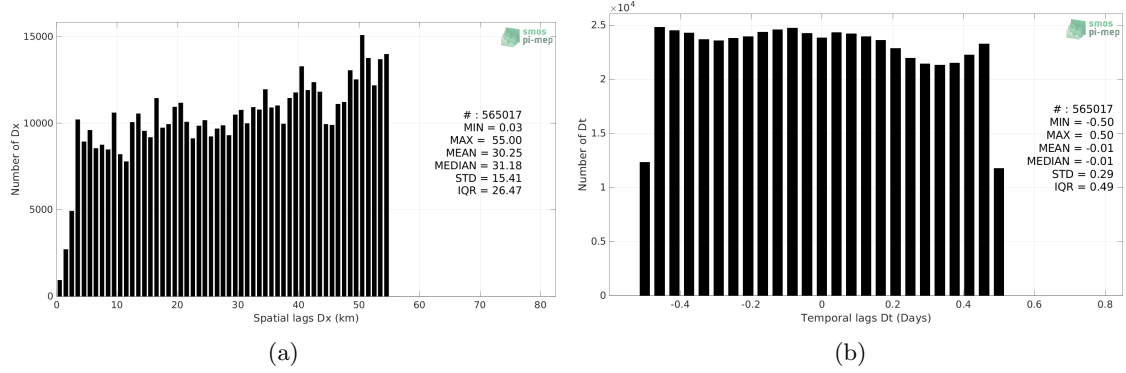 15000
10000
5000
0
0
10
20
30
40
50
60
70
80
Number of Dx
Spatial lags Dx (km)
smos
pi-mep
# : 565017
MIN = 0.03
MAX = 55.00
MEAN = 30.25
MEDIAN = 31.18
STD = 15.41
IQR = 26.47
(a)
×10⁴
2.5
2
1.5
1
0.5
0
-0.4
-0.2
0
0.2
0.4
0.6
0.8
Number of Dt
Temporal lags Dt (Days)
smos
pi-mep
# : 565017
MIN = -0.50
MAX = 0.50
MEAN = -0.01
MEDIAN = -0.01
STD = 0.29
IQR = 0.49
(b)